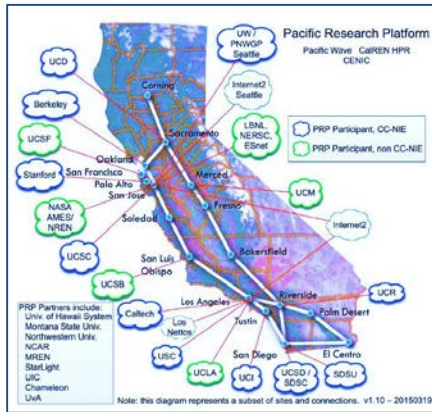 Pacific Research Platform
Pacific Wave CalREN HPR
CENIC
UCD
UW /
PNWGP
Seattle
Internet2
Seattle
Berkeley
Corning
LBNL,
NERSC,
ESnet
PRP Participant, CC-NIE
PRP Participant, non CC-NIE
UCSF
Sacramento
Oakland
San Francisco
Stanford
Palo Alto
San Jose
Merced
UCM
NASA
AMES/
NREN
Soledad
Fresno
UCSC
Internet2
San Luis
Obispo
Bakersfield
UCSB
Los Angeles
Riverside
UCR
Caltech
Los
Nettos
Tustin
Palm Desert
USC
San Diego
El Centro
UCLA
UCI
UCSD /
SDSC
SDSU
PRP Partners include:
Univ. of Hawaii System
Montana State Univ.
Northwestern Univ.
NCAR
MREN
StarLight
UIC
Chameleon
UvA
Note: this diagram represents a subset of sites and connections. v1.10 – 20150319